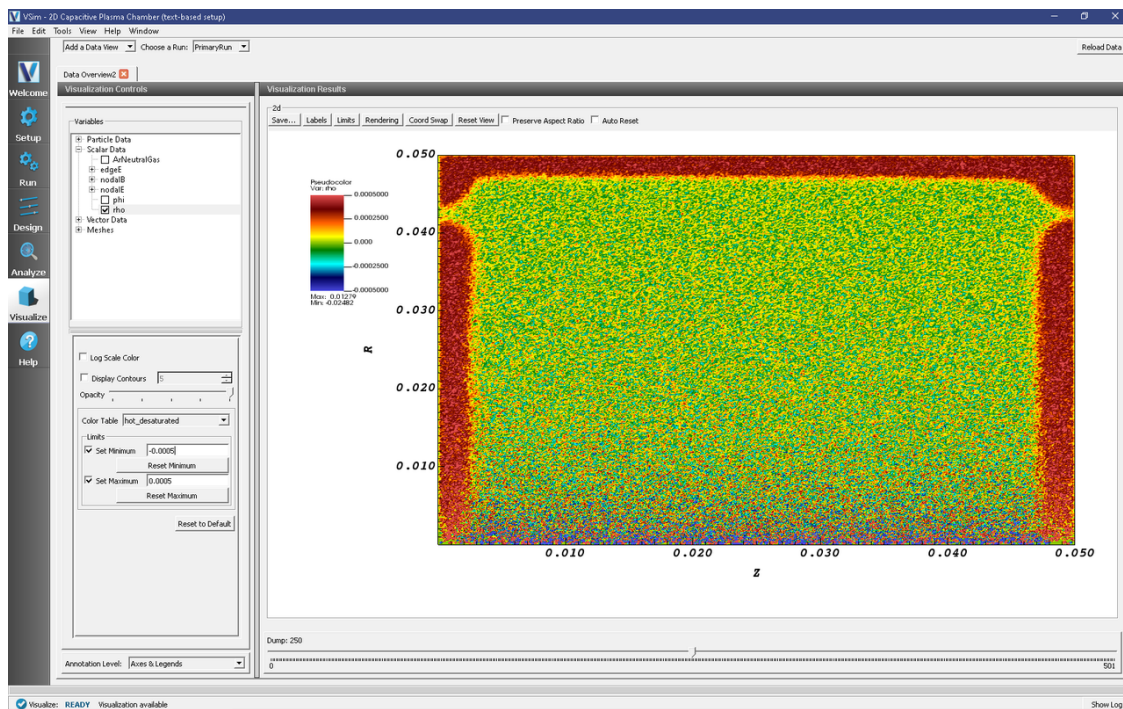 VSim - 2D Capacitive Plasma Chamber (text-based setup)
File Edit Tools View Help Window
Add a Data View Choose a Run: PrimaryRun Reload Data
Data Overview2
Welcome
Setup
Run
Design
Analyze
Visualize
Help
Visualization Controls
Variables
Particle Data
Scalar Data
ArNeutralGas
edgeE
nodalB
nodalE
phi
rho
Vector Data
Meshes
Log Scale Color
Display Contours 5
Opacity
Color Table hot_desaturated
Limits
Set Minimum -0.0005
Reset Minimum
Set Maximum 0.0005
Reset Maximum
Reset to Default
Annotation Level: Axes & Legends
Visualization Results
2d
Save... Labels Limits Rendering Coord Swap Reset View Preserve Aspect Ratio Auto Reset
Pseudocolor
Var: rho
0.0005000
0.0002500
0.000
-0.0002500
-0.0005000
Max: 0.01279
Min: -0.02482
0.050
0.040
0.030
0.020
0.010
R
0.010 0.020 0.030 0.040 0.050
Z
Dump: 250
0 501
Visualize: READY Visualization available Show Log